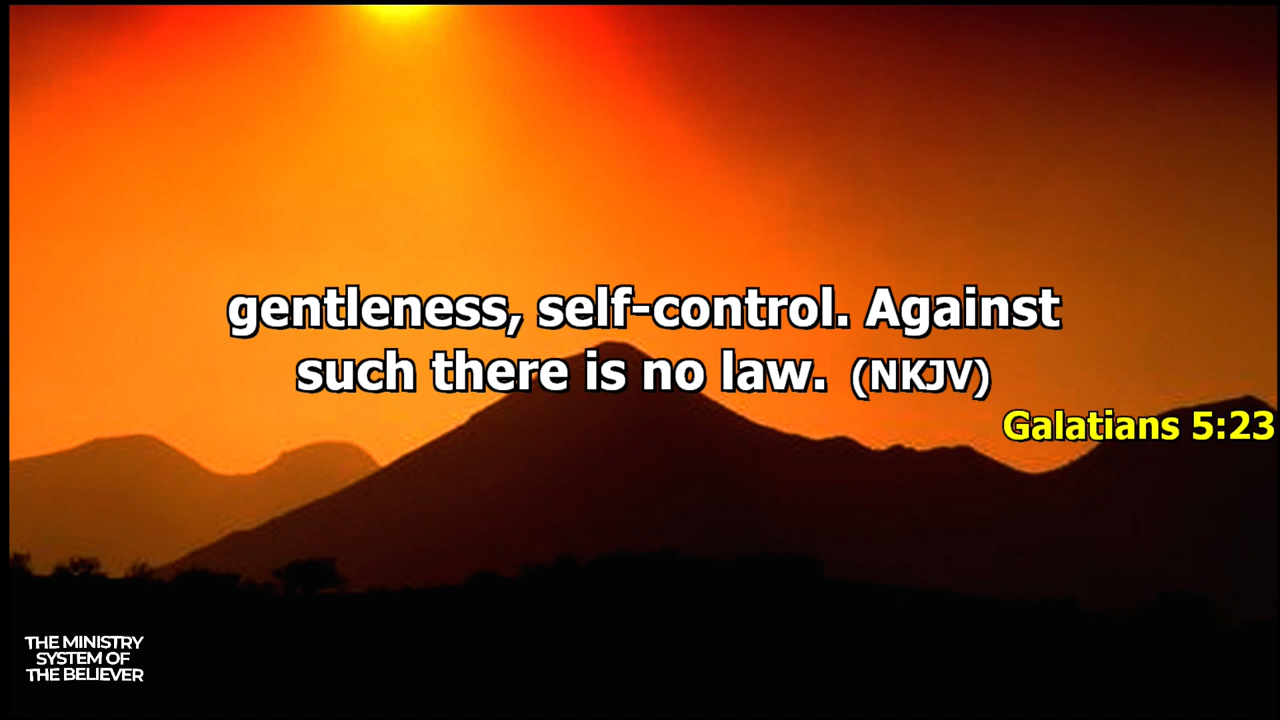 gentleness, self-control. Against
such there is no law. (NKJV)
Galatians 5:23
THE MINISTRY
SYSTEM OF
THE BELIEVER